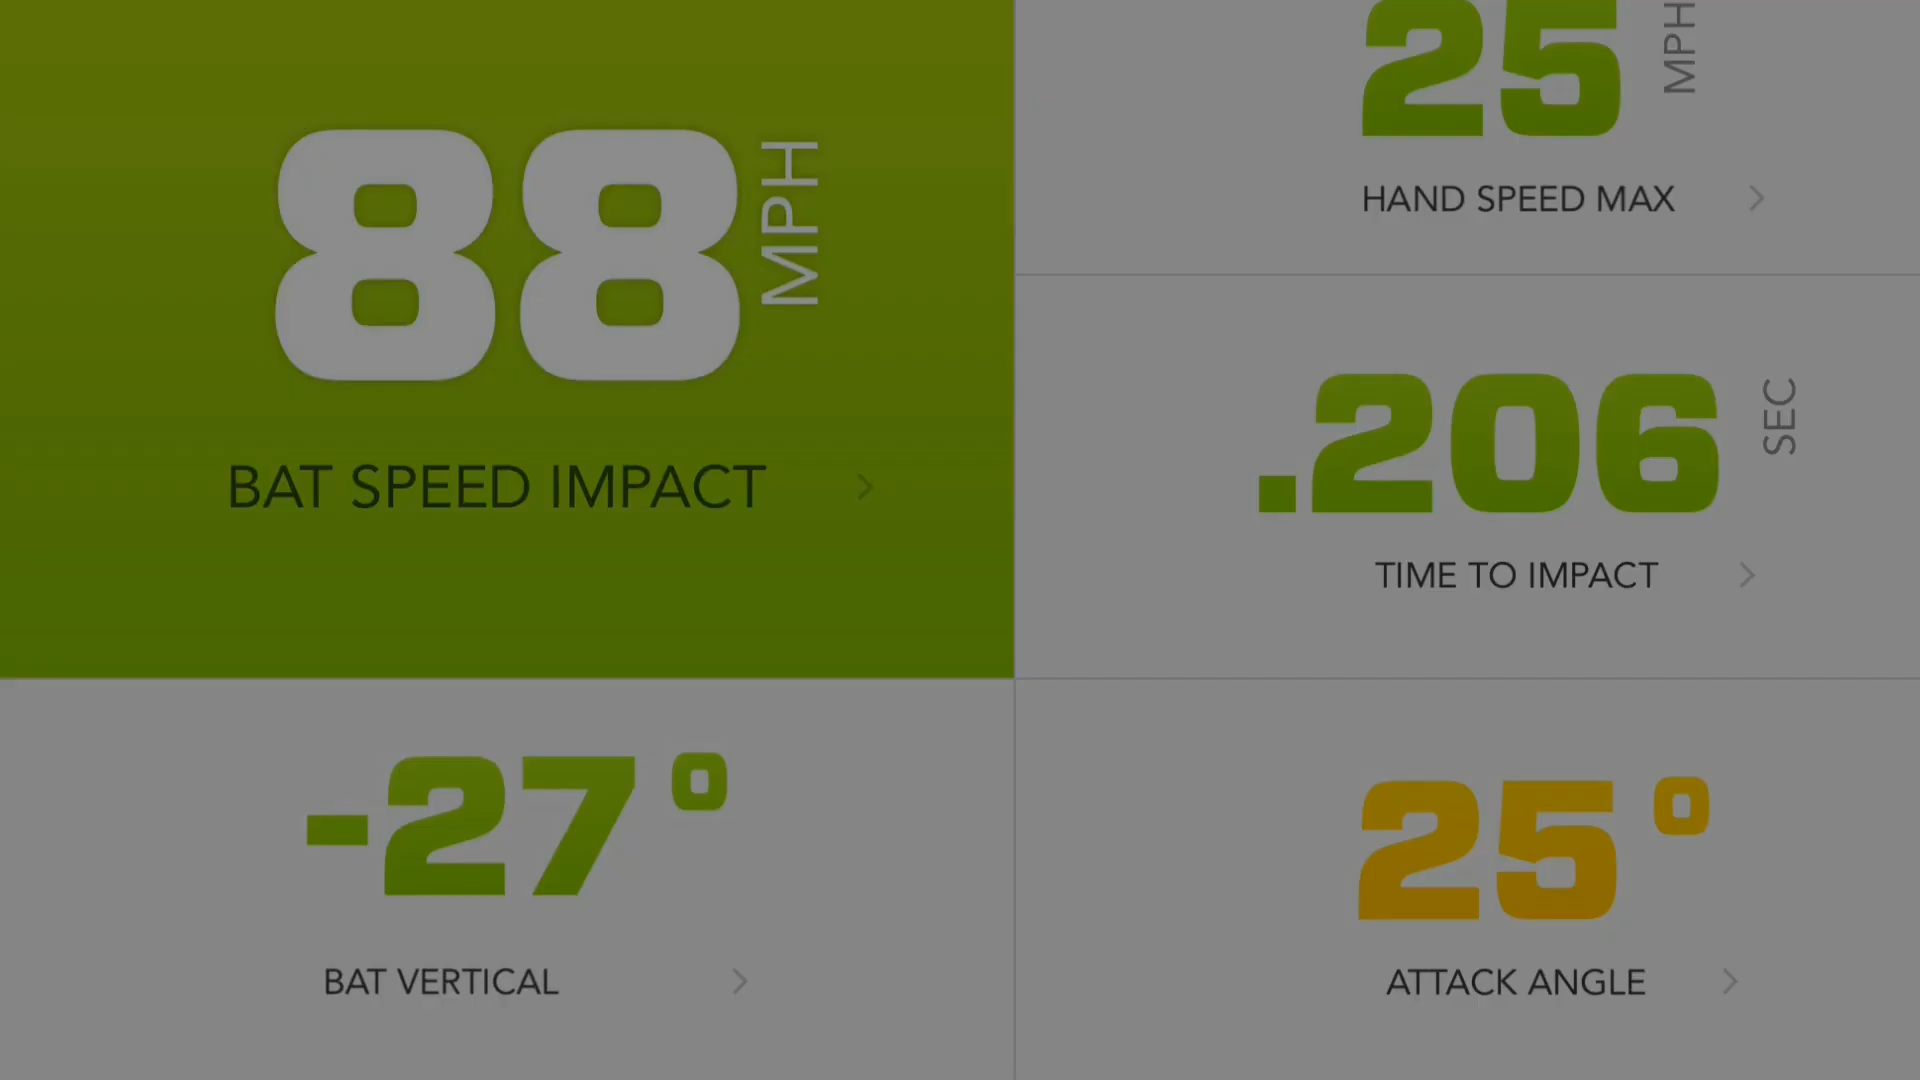 88 MPH
BAT SPEED IMPACT
25 MPH
HAND SPEED MAX
.206 SEC
TIME TO IMPACT
-27°
BAT VERTICAL
25°
ATTACK ANGLE